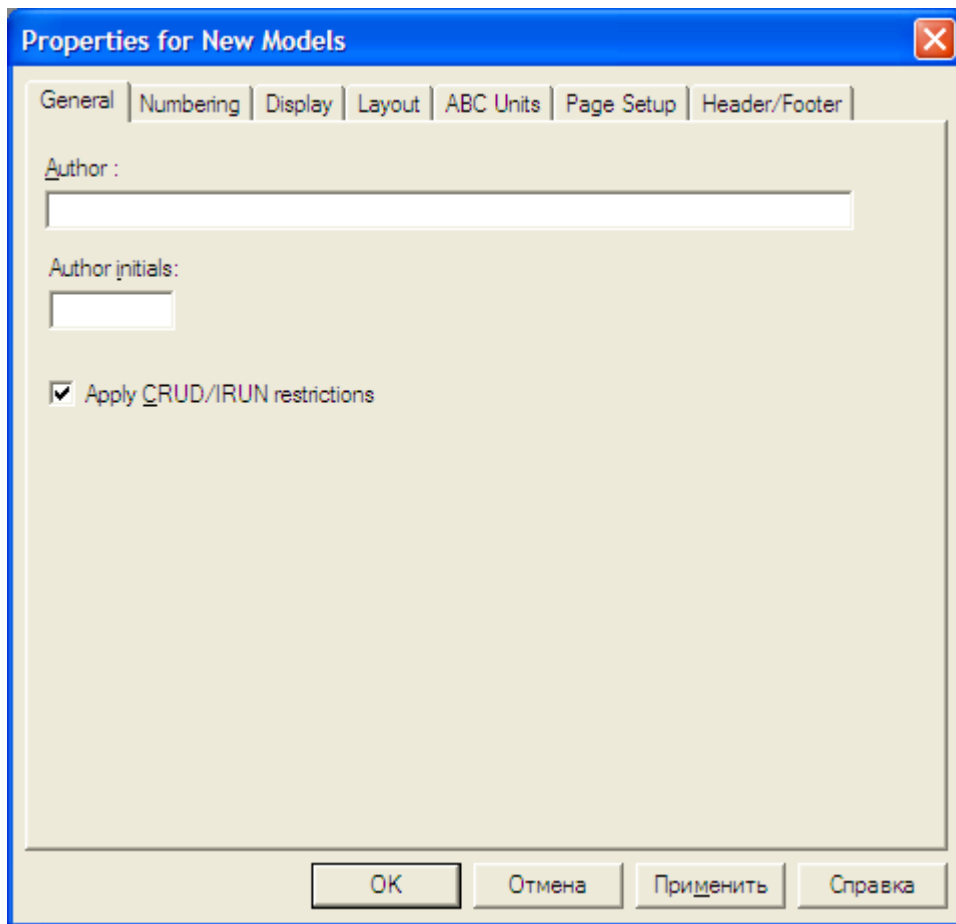 Properties for New Models
General Numbering Display Layout ABC Units Page Setup Header/Footer
Author :
Author initials:
Apply CRUD/IRUN restrictions
OK Отмена Применить Справка